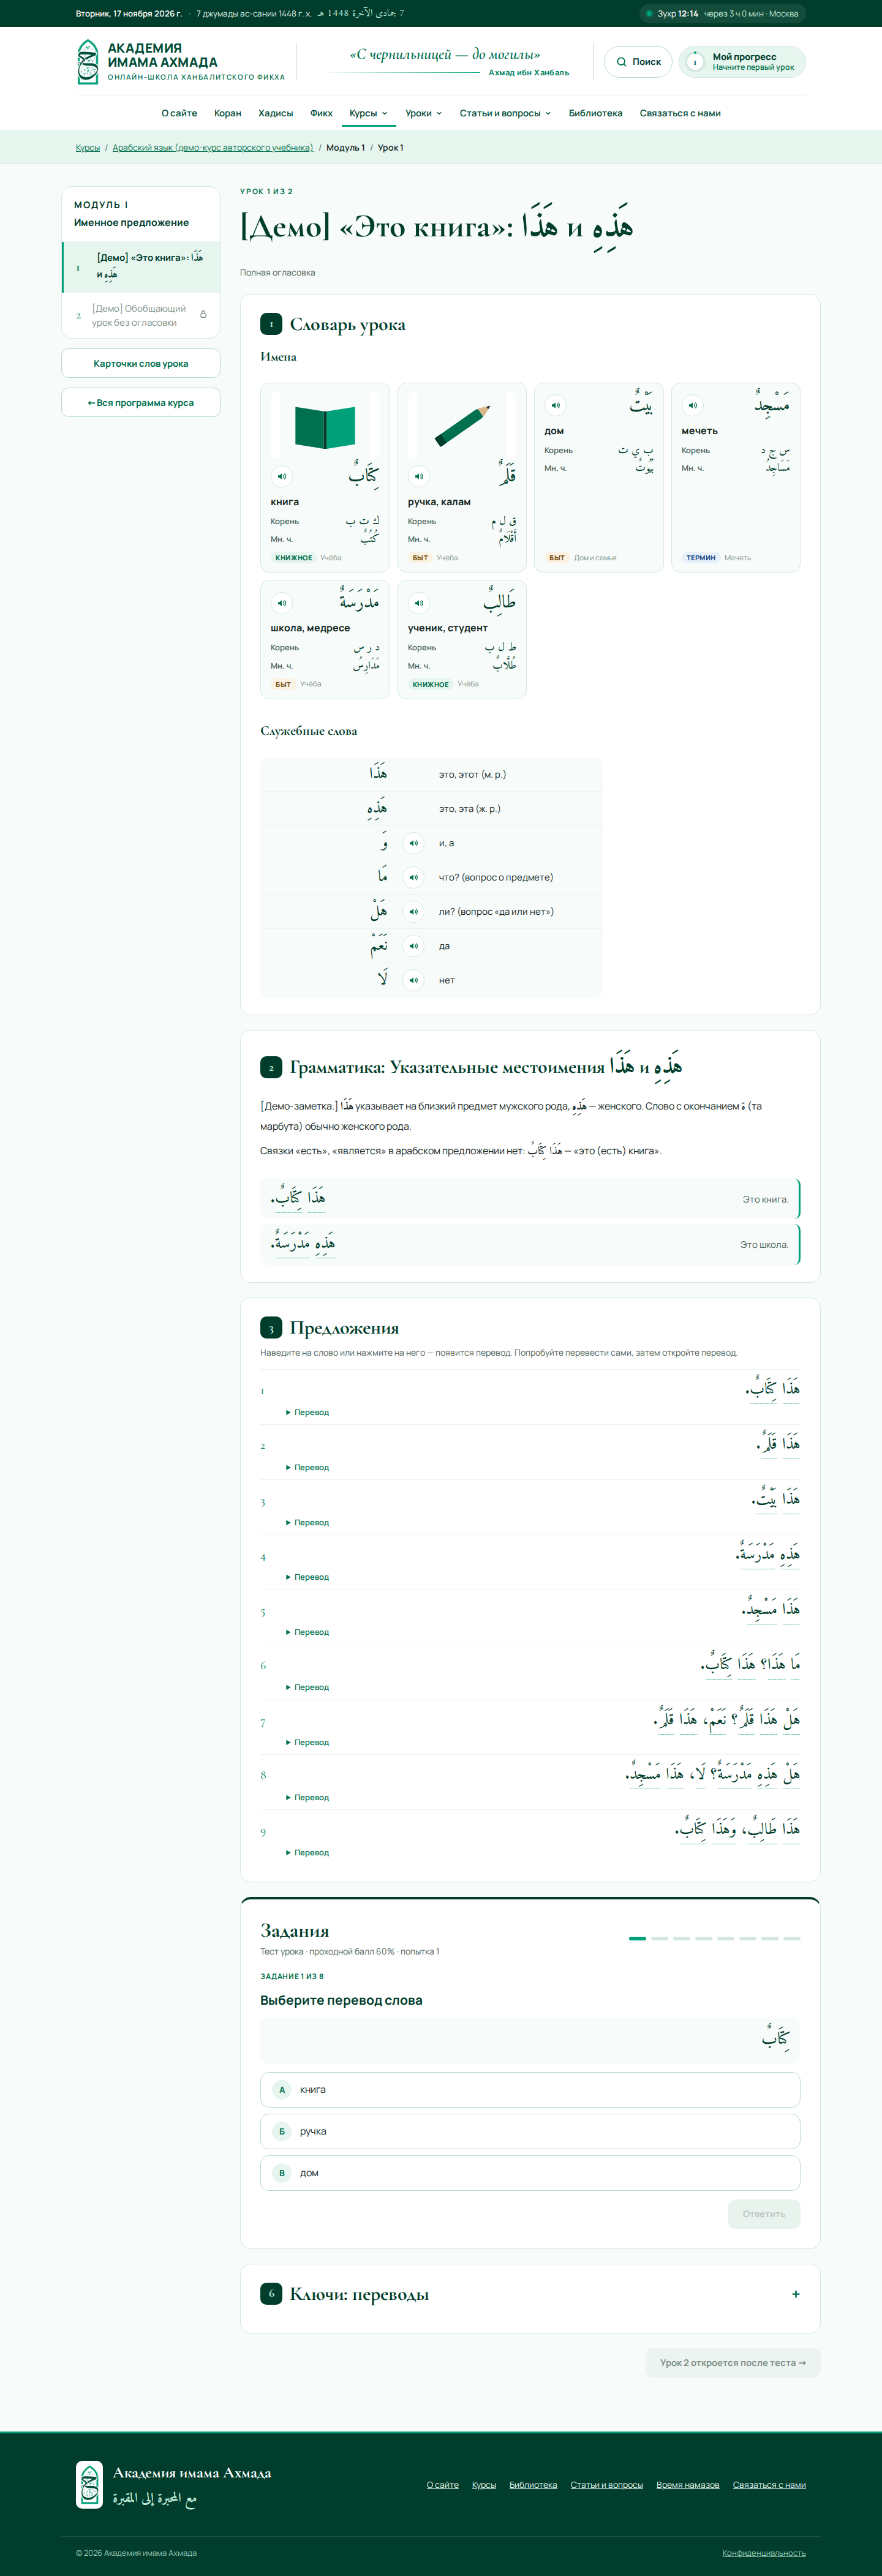 Вторник, 17 ноября 2026 г. · 7 джумады ас-сании 1448 г. х. 7 جمادى الآخرة 1448 هـ
Зухр 12:14 через 3 ч 0 мин · Москва
АКАДЕМИЯ
ИМАМА АХМАДА
ОНЛАЙН-ШКОЛА ХАНБАЛИТСКОГО ФИКХА
«С чернильницей — до могилы»
Ахмад ибн Ханбаль
Поиск
1
Мой прогресс
Начните первый урок
О сайте Коран Хадисы Фикх Курсы Уроки Статьи и вопросы Библиотека Связаться с нами
Курсы / Арабский язык (демо-курс авторского учебника) / Модуль 1 / Урок 1
МОДУЛЬ I
Именное предложение
1 [Демо] «Это книга»: هَذَا
и هَذِهِ
2 [Демо] Обобщающий
урок без огласовки
Карточки слов урока
← Вся программа курса
УРОК 1 ИЗ 2
[Демо] «Это книга»: هَذَا и هَذِهِ
Полная огласовка
1 Словарь урока
Имена
كِتَابٌ
книга
Корень ك ت ب
Мн. ч. كُتُبٌ
КНИЖНОЕ Учёба
قَلَمٌ
ручка, калам
Корень ق ل م
Мн. ч. أَقْلَامٌ
БЫТ Учёба
بَيْتٌ
дом
Корень ب ي ت
Мн. ч. بُيُوتٌ
БЫТ Дом и семья
مَسْجِدٌ
мечеть
Корень س ج د
Мн. ч. مَسَاجِدُ
ТЕРМИН Мечеть
مَدْرَسَةٌ
школа, медресе
Корень د ر س
Мн. ч. مَدَارِسُ
БЫТ Учёба
طَالِبٌ
ученик, студент
Корень ط ل ب
Мн. ч. طُلَّابٌ
КНИЖНОЕ Учёба
Служебные слова
هَذَا это, этот (м. р.)
هَذِهِ это, эта (ж. р.)
وَ и, а
مَا что? (вопрос о предмете)
هَلْ ли? (вопрос «да или нет»)
نَعَمْ да
لَا нет
2 Грамматика: Указательные местоимения هَذَا и هَذِهِ
[Демо-заметка.] هَذَا указывает на близкий предмет мужского рода, هَذِهِ — женского. Слово с окончанием ة (та
марбута) обычно женского рода.
Связки «есть», «является» в арабском предложении нет: هَذَا كِتَابٌ — «это (есть) книга».
هَذَا كِتَابٌ. Это книга.
هَذِهِ مَدْرَسَةٌ. Это школа.
3 Предложения
Наведите на слово или нажмите на него — появится перевод. Попробуйте перевести сами, затем откройте перевод.
1 هَذَا كِتَابٌ.
▶ Перевод
2 هَذَا قَلَمٌ.
▶ Перевод
3 هَذَا بَيْتٌ.
▶ Перевод
4 هَذِهِ مَدْرَسَةٌ.
▶ Перевод
5 هَذَا مَسْجِدٌ.
▶ Перевод
6 مَا هَذَا؟ هَذَا كِتَابٌ.
▶ Перевод
7 هَلْ هَذَا قَلَمٌ؟ نَعَمْ، هَذَا قَلَمٌ.
▶ Перевод
8 هَلْ هَذِهِ مَدْرَسَةٌ؟ لَا، هَذَا مَسْجِدٌ.
▶ Перевод
9 هَذَا طَالِبٌ، وَهَذَا كِتَابٌ.
▶ Перевод
Задания
Тест урока · проходной балл 60% · попытка 1
ЗАДАНИЕ 1 ИЗ 8
Выберите перевод слова
كِتَابٌ
А книга
Б ручка
В дом
Ответить
6 Ключи: переводы +
Урок 2 откроется после теста →
Академия имама Ахмада
مع المحبرة إلى المقبرة
О сайте Курсы Библиотека Статьи и вопросы Время намазов Связаться с нами
© 2026 Академия имама Ахмада
Конфиденциальность